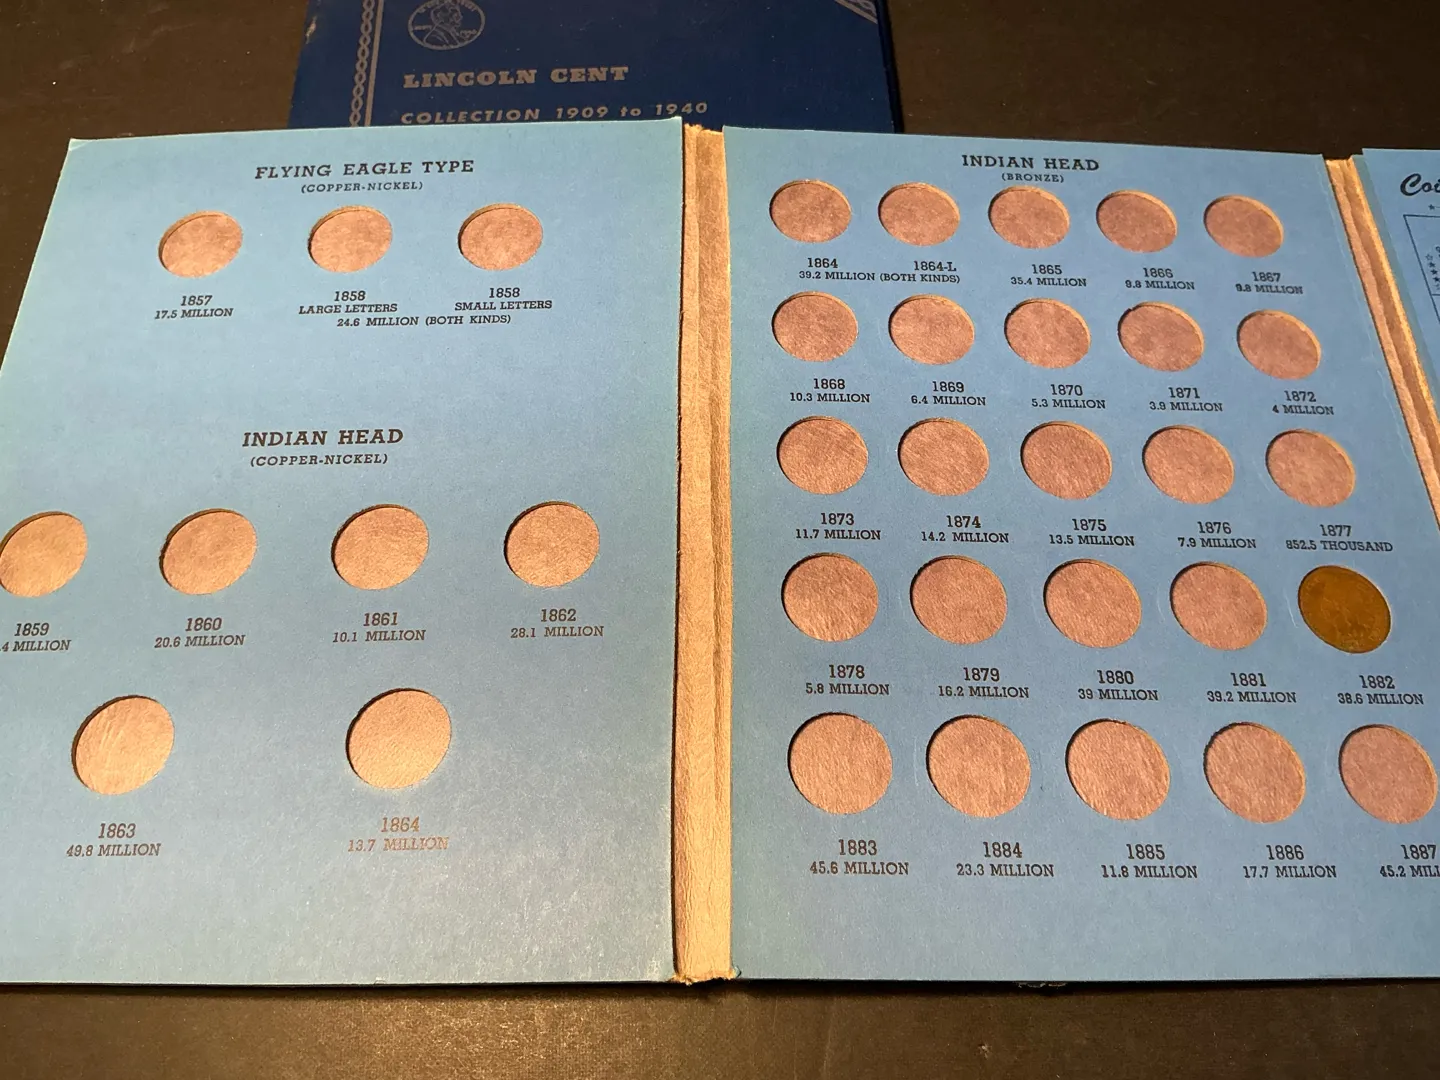 LINCOLN CENT
COLLECTION 1909 to 1940
FLYING EAGLE TYPE
(COPPER-NICKEL)
1857
17.5 MILLION
1858
LARGE LETTERS
1858
SMALL LETTERS
24.6 MILLION (BOTH KINDS)
INDIAN HEAD
(COPPER-NICKEL)
1859
.4 MILLION
1860
20.6 MILLION
1861
10.1 MILLION
1862
28.1 MILLION
1863
49.8 MILLION
1864
13.7 MILLION
INDIAN HEAD
(BRONZE)
1864
1864-L
39.2 MILLION (BOTH KINDS)
1865
35.4 MILLION
1866
9.8 MILLION
1867
9.8 MILLION
1868
10.3 MILLION
1869
6.4 MILLION
1870
5.3 MILLION
1871
3.9 MILLION
1872
4 MILLION
1873
11.7 MILLION
1874
14.2 MILLION
1875
13.5 MILLION
1876
7.9 MILLION
1877
852.5 THOUSAND
1878
5.8 MILLION
1879
16.2 MILLION
1880
39 MILLION
1881
39.2 MILLION
1882
38.6 MILLION
1883
45.6 MILLION
1884
23.3 MILLION
1885
11.8 MILLION
1886
17.7 MILLION
1887
45.2 MILL
Coi